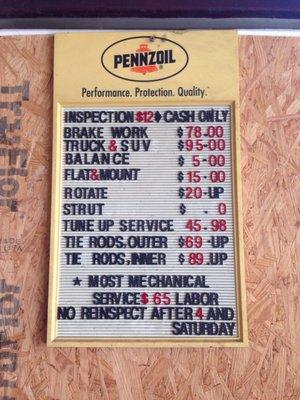 PENNZOIL
Performance. Protection. Quality.
INSPECTION $12 CASH ONLY
BRAKE WORK $78.00
TRUCK & SUV $95.00
BALANCE $ 5.00
FLAT&MOUNT $ 15.00
ROTATE $20-UP
STRUT $ . 0
TUNE UP SERVICE 45.98
TIE RODS,OUTER $69-UP
TIE RODS,INNER $89.UP
★ MOST MECHANICAL
SERVICE$ 65 LABOR
NO REINSPECT AFTER 4 AND
SATURDAY